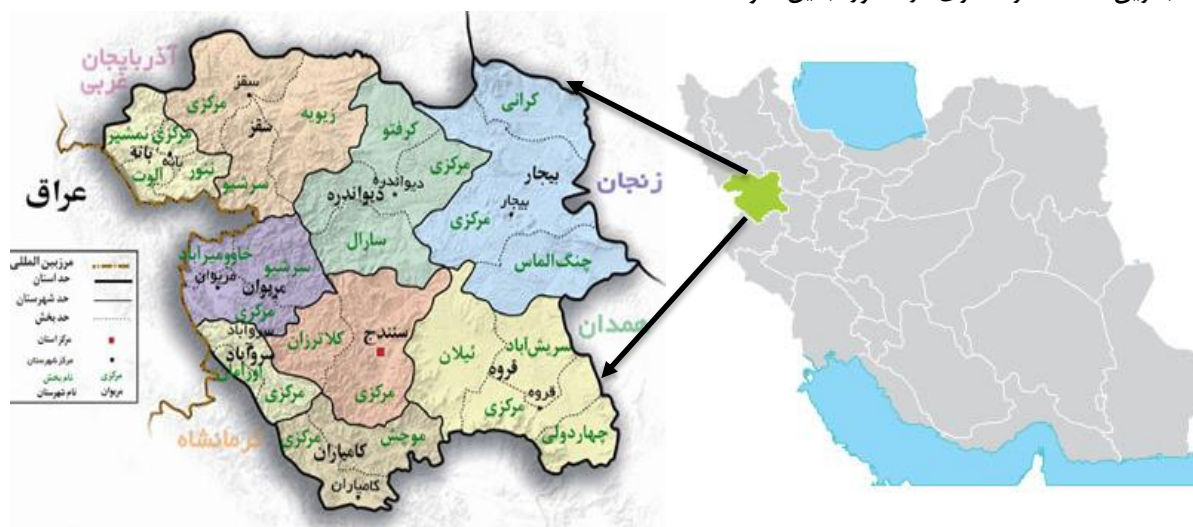 آذربایجان
غربی
سقز
مرکزی
زیویه
سقز
سرشیو
مرکزی
نمشیر
بانه
بانه
ننور
آلوت
عراق
کرانی
بیجار
بیجار
مرکزی
چنگ الماس
زنجان
کرفتو
مرکزی
دیواندره
دیواندره
سارال
خاوومیرآباد
سرشیو
مریوان
مریوان
مرکزی
سروآباد
سروآباد
اورامان
مرکزی
کلاترزان
سنندج
مرکزی
همدان
سریش‌آباد
ئیلان
قروه
قروه
مرکزی
چهاردولی
کرمانشاه
مرکزی
موچش
کامیاران
کامیاران
مرزبین المللی
حد استان
حد شهرستان
حد بخش
مرکز استان
مرکز شهرستان
مرکزی نام بخش
مریوان نام شهرستان